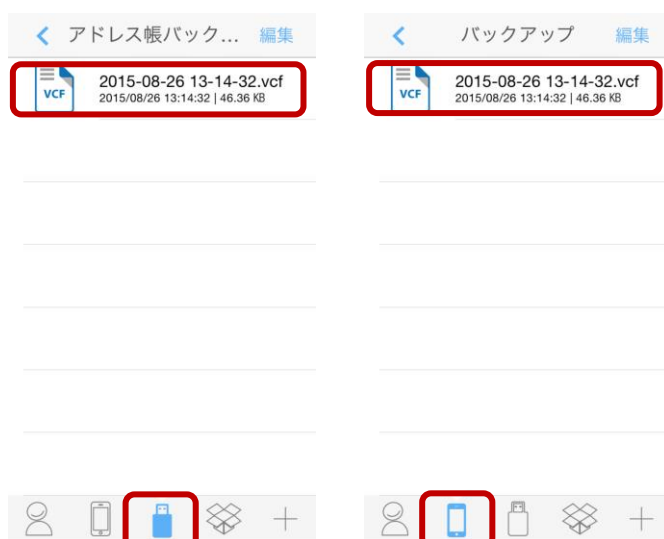 アドレス帳バック... 編集
VCF
2015-08-26 13-14-32.vcf
2015/08/26 13:14:32 | 46.36 KB
バックアップ 編集
VCF
2015-08-26 13-14-32.vcf
2015/08/26 13:14:32 | 46.36 KB